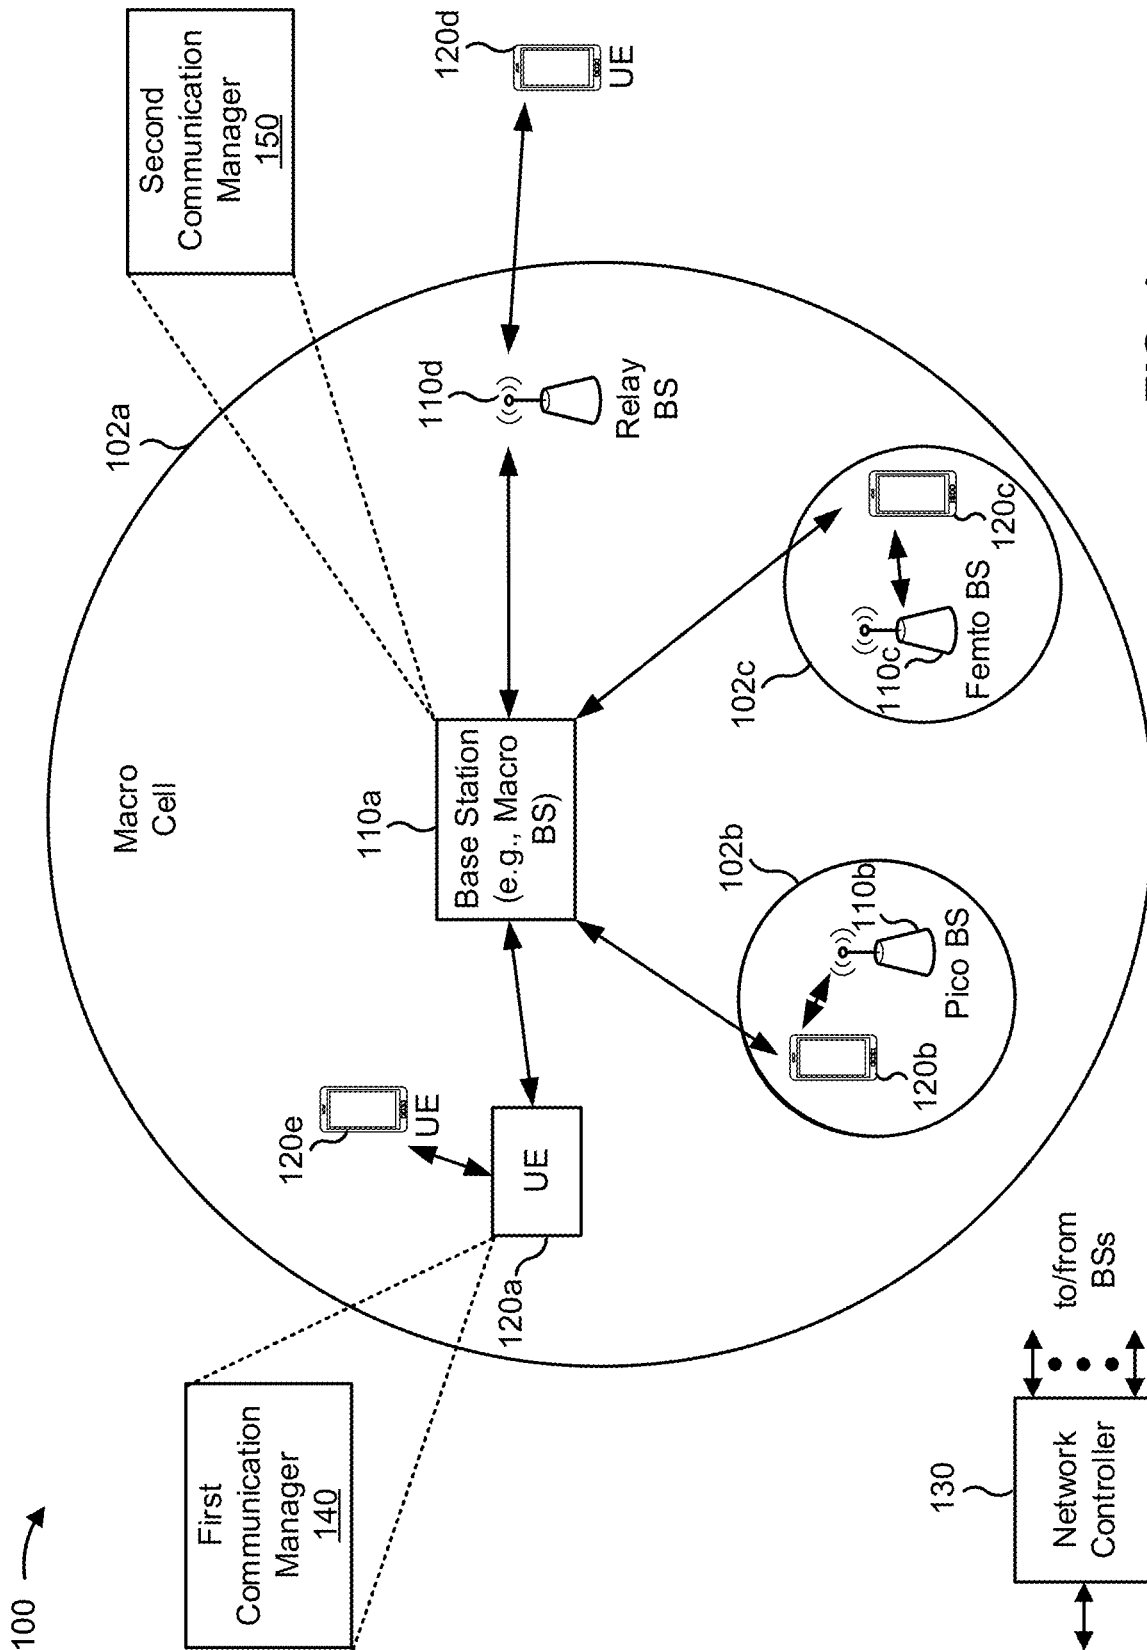 100
First
Communication
Manager
140
Macro
Cell
102a
Second
Communication
Manager
150
120e
UE
110a
110d
120d
UE
120a
UE
Base Station
(e.g., Macro
BS)
Relay
BS
102b
102c
110b
110c
120b
Pico BS
Femto BS
120c
130
Network
Controller
to/from
BSs